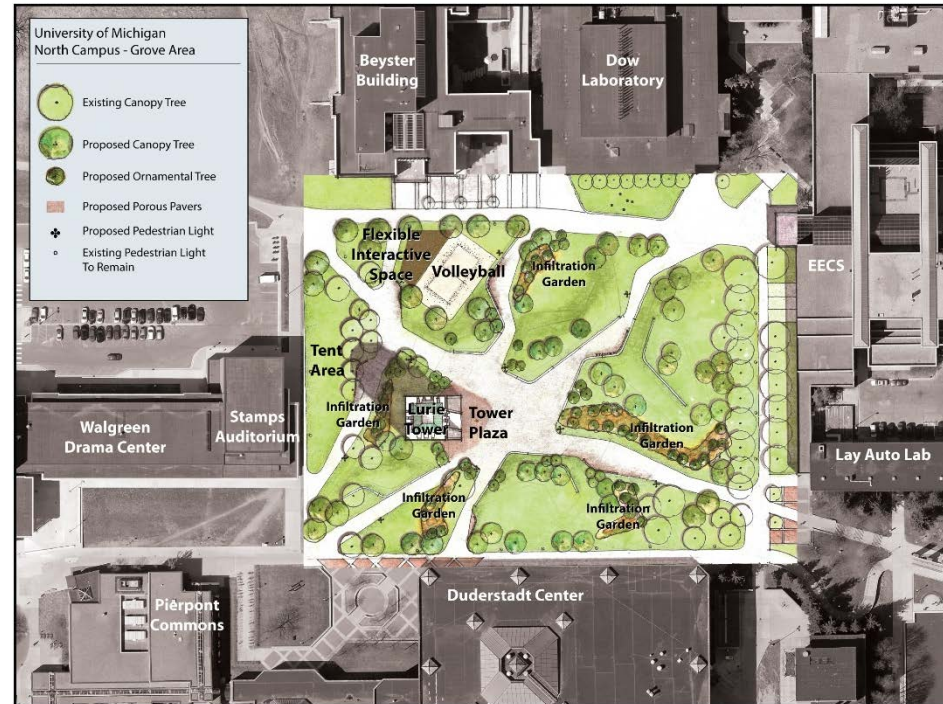 University of Michigan
North Campus - Grove Area
Existing Canopy Tree
Proposed Canopy Tree
Proposed Ornamental Tree
Proposed Porous Pavers
Proposed Pedestrian Light
Existing Pedestrian Light
To Remain
Beyster
Building
Dow
Laboratory
Flexible
Interactive
Space
Volleyball
Infiltration
Garden
EECS
Tent
Area
Infiltration
Garden
Lurie
Tower
Tower
Plaza
Infiltration
Garden
Walgreen
Drama Center
Stamps
Auditorium
Lay Auto Lab
Infiltration
Garden
Infiltration
Garden
Pierpont
Commons
Duderstadt Center